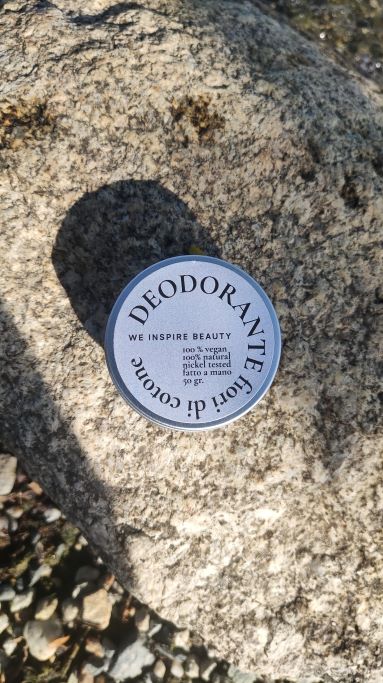 DEODORANTE fiori di cotone
WE INSPIRE BEAUTY
100 % vegan
100% natural
nickel tested
fatto a mano
50 gr.